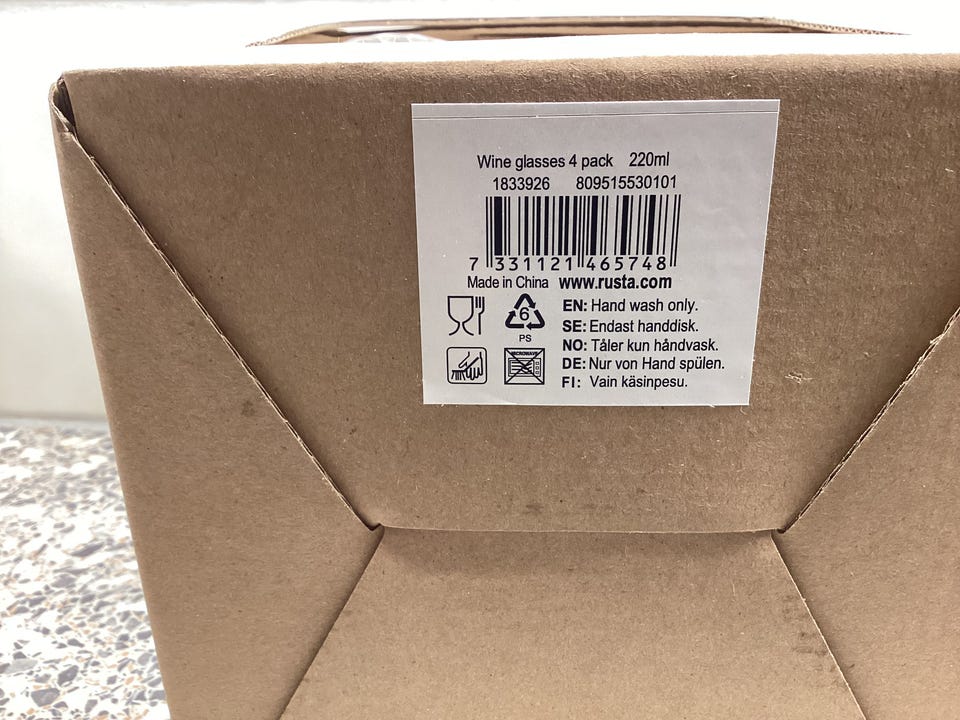 Wine glasses 4 pack 220ml
1833926 809515530101
7 331121 465748
Made in China www.rusta.com
EN: Hand wash only.
6
SE: Endast handdisk.
PS
NO: Tåler kun håndvask.
MICROWAVE
DE: Nur von Hand spülen.
FI: Vain käsinpesu.